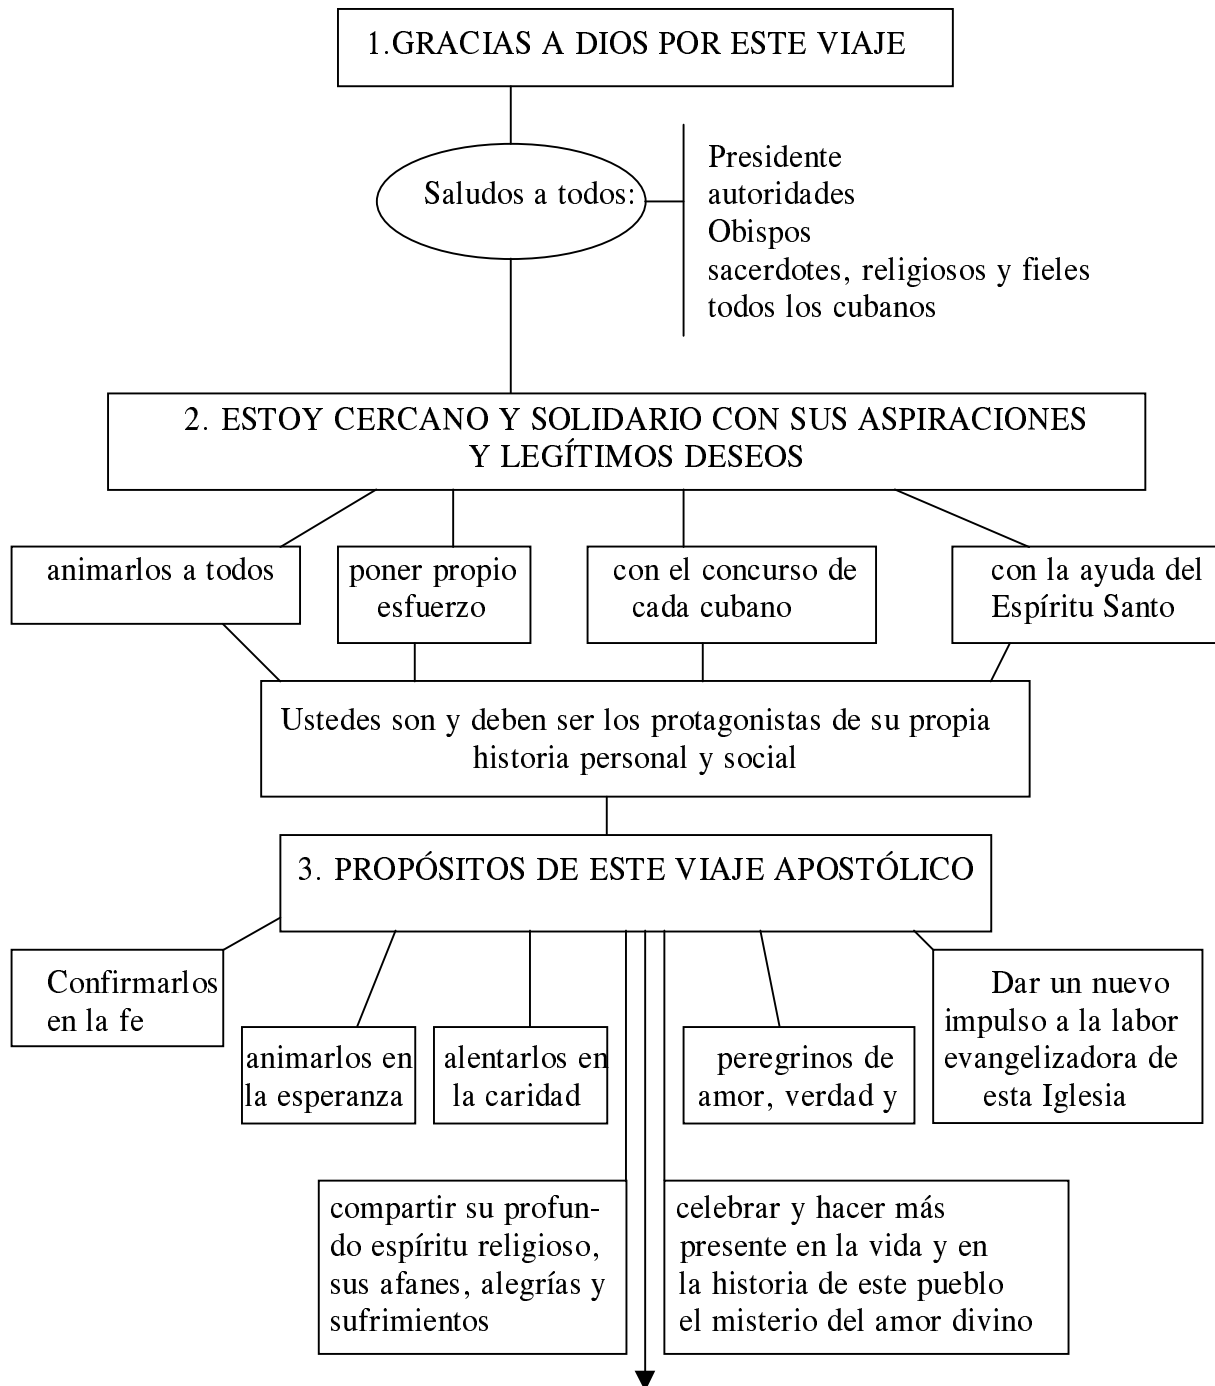 1.GRACIAS A DIOS POR ESTE VIAJE
Saludos a todos:
Presidente
autoridades
Obispos
sacerdotes, religiosos y fieles
todos los cubanos
2. ESTOY CERCANO Y SOLIDARIO CON SUS ASPIRACIONES
Y LEGÍTIMOS DESEOS
animarlos a todos
poner propio
esfuerzo
con el concurso de
cada cubano
con la ayuda del
Espíritu Santo
Ustedes son y deben ser los protagonistas de su propia
historia personal y social
3. PROPÓSITOS DE ESTE VIAJE APOSTÓLICO
Confirmarlos
en la fe
animarlos en
la esperanza
alentarlos en
la caridad
peregrinos de
amor, verdad y
Dar un nuevo
impulso a la labor
evangelizadora de
esta Iglesia
compartir su profun-
do espíritu religioso,
sus afanes, alegrías y
sufrimientos
celebrar y hacer más
presente en la vida y en
la historia de este pueblo
el misterio del amor divino